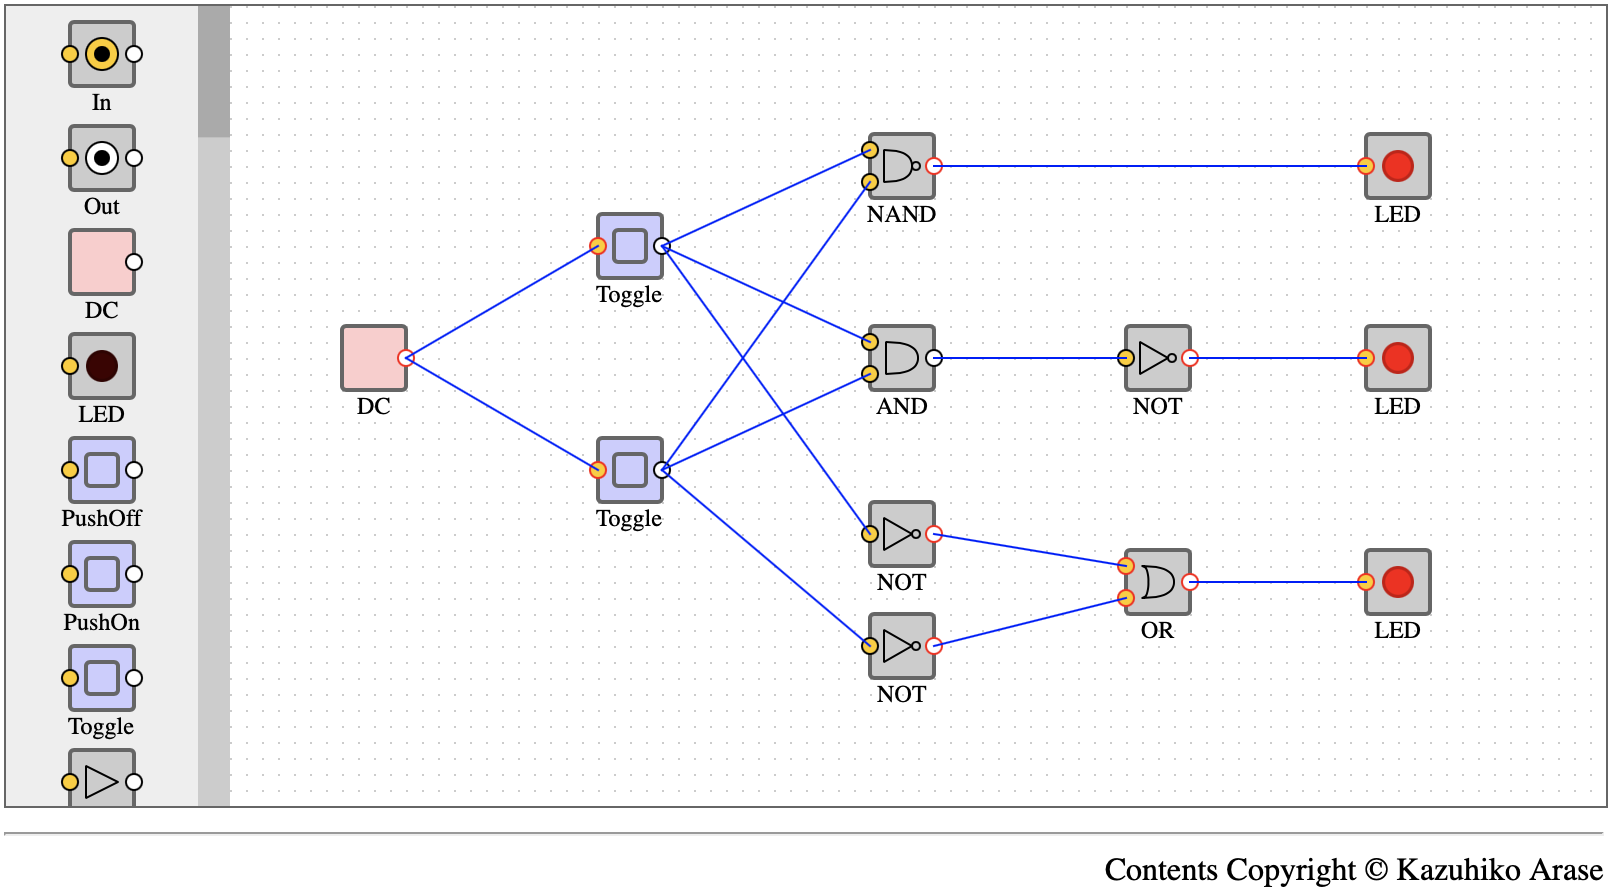 In
Out
DC
LED
PushOff
PushOn
Toggle
NAND
LED
Toggle
DC
AND
NOT
LED
Toggle
NOT
OR
LED
NOT
Contents Copyright © Kazuhiko Arase